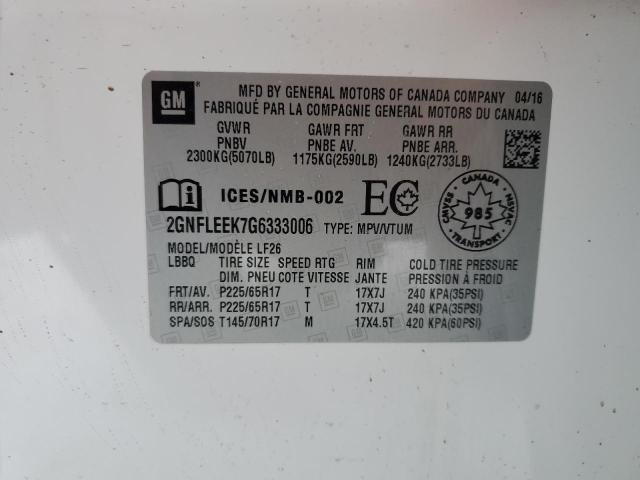 GM
MFD BY GENERAL MOTORS OF CANADA COMPANY 04/16
FABRIQUÉ PAR LA COMPAGNIE GENERAL MOTORS DU CANADA
GVWR GAWR FRT GAWR RR
PNBV PNBE AV. PNBE ARR.
2300KG(5070LB) 1175KG(2590LB) 1240KG(2733LB)
ICES/NMB-002 EC
CANADA
CMVSS 985 NSVAC
TRANSPORT
2GNFLEEK7G6333006 TYPE: MPV/VTUM
MODEL/MODÈLE LF26
LBBQ TIRE SIZE SPEED RTG RIM COLD TIRE PRESSURE
DIM. PNEU COTE VITESSE JANTE PRESSION À FROID
FRT/AV. P225/65R17 T 17X7J 240 KPA(35PSI)
RR/ARR. P225/65R17 T 17X7J 240 KPA(35PSI)
SPA/SOS T145/70R17 M 17X4.5T 420 KPA(60PSI)